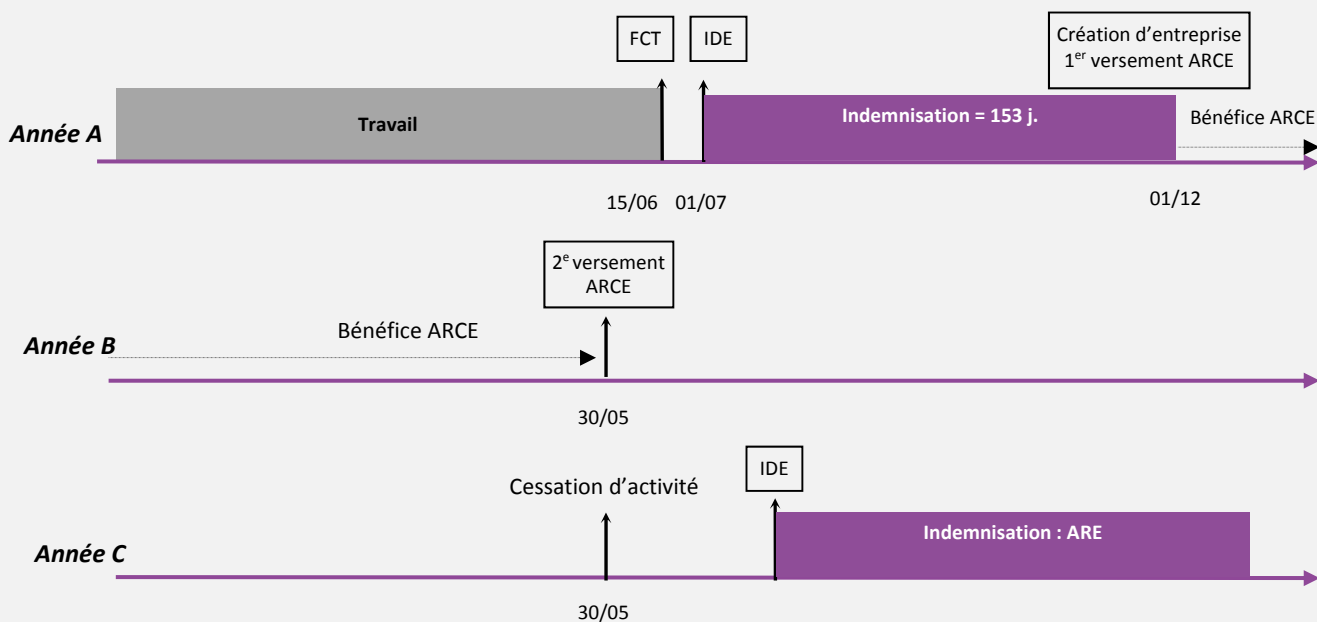 FCT
IDE
Création d’entreprise
1er versement ARCE
Travail
Indemnisation = 153 j.
Bénéfice ARCE
Année A
15/06
01/07
01/12
2e versement
ARCE
Bénéfice ARCE
Année B
30/05
IDE
Cessation d’activité
Indemnisation : ARE
Année C
30/05